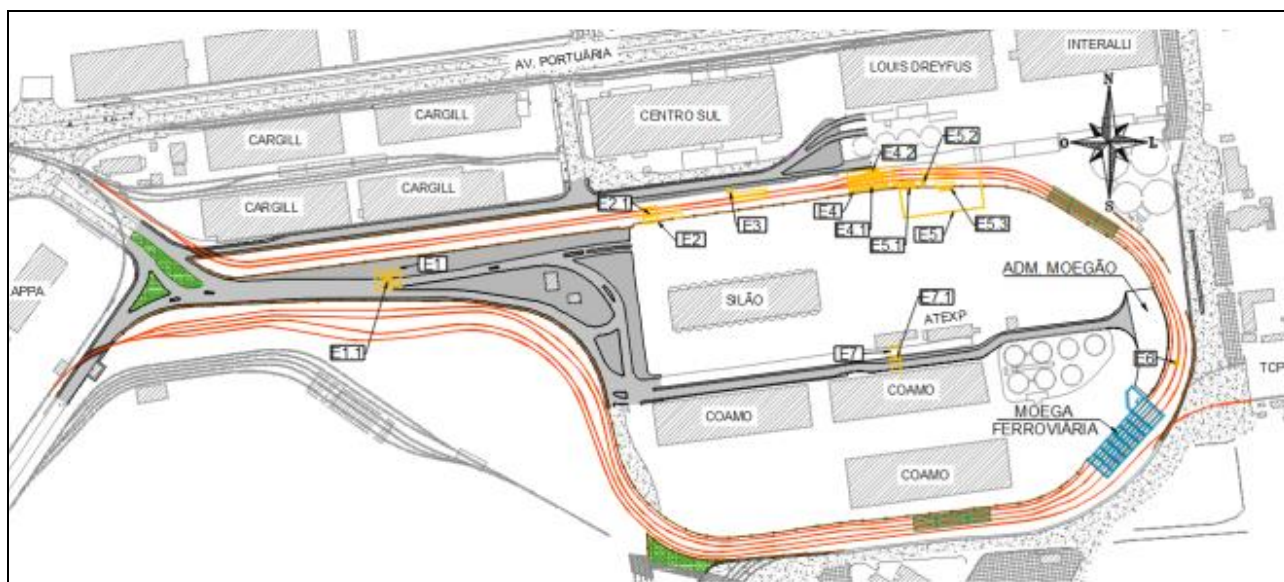 INTERALLI
AV. PORTUÁRIA
LOUIS DREYFUS
N
CARGILL
CENTRO SUL
CARGILL
E5.2
O
L
E4.2
CARGILL
S
CARGILL
E2.1
E3
E4
E4.1
E2
E5
E5.3
E5.1
E1
ADM. MOEGÃO
APPA
SILÃO
E7.1
ATEXP
E1.1
E7
E6
TCP
COAMO
COAMO
MOEGA
FERROVIÁRIA
COAMO